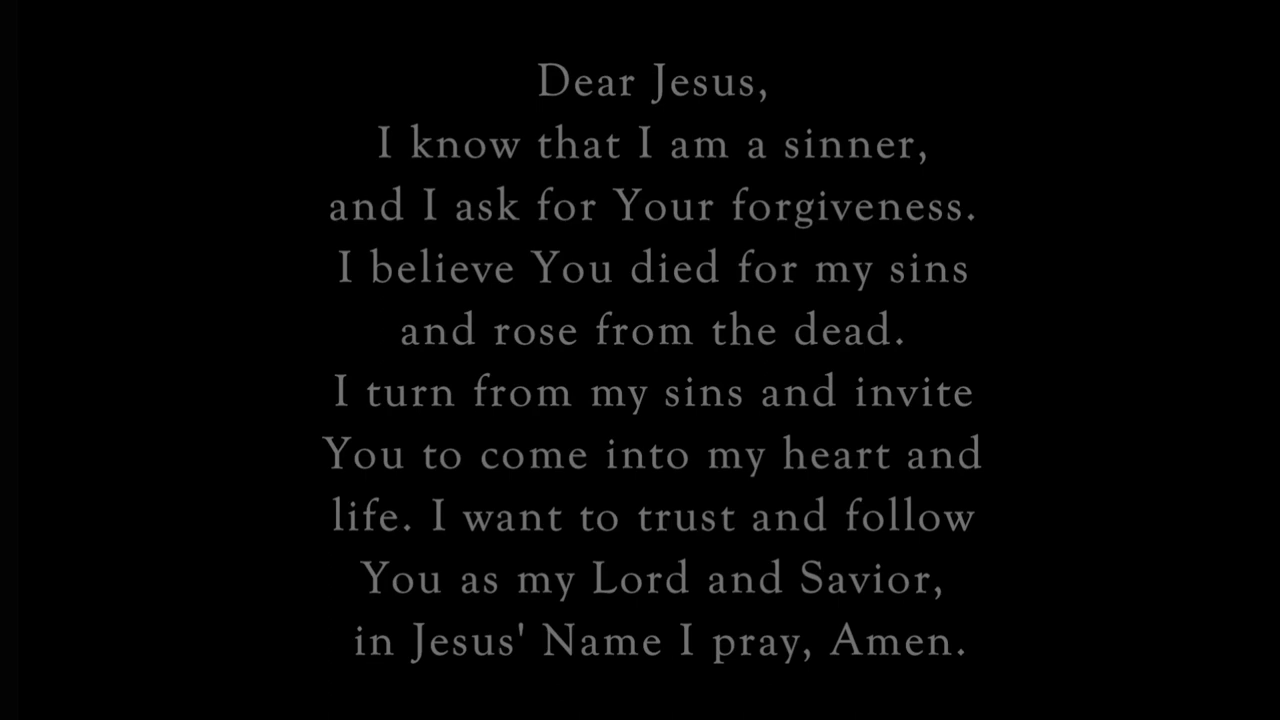 Dear Jesus,
I know that I am a sinner,
and I ask for Your forgiveness.
I believe You died for my sins
and rose from the dead.
I turn from my sins and invite
You to come into my heart and
life. I want to trust and follow
You as my Lord and Savior,
in Jesus' Name I pray, Amen.